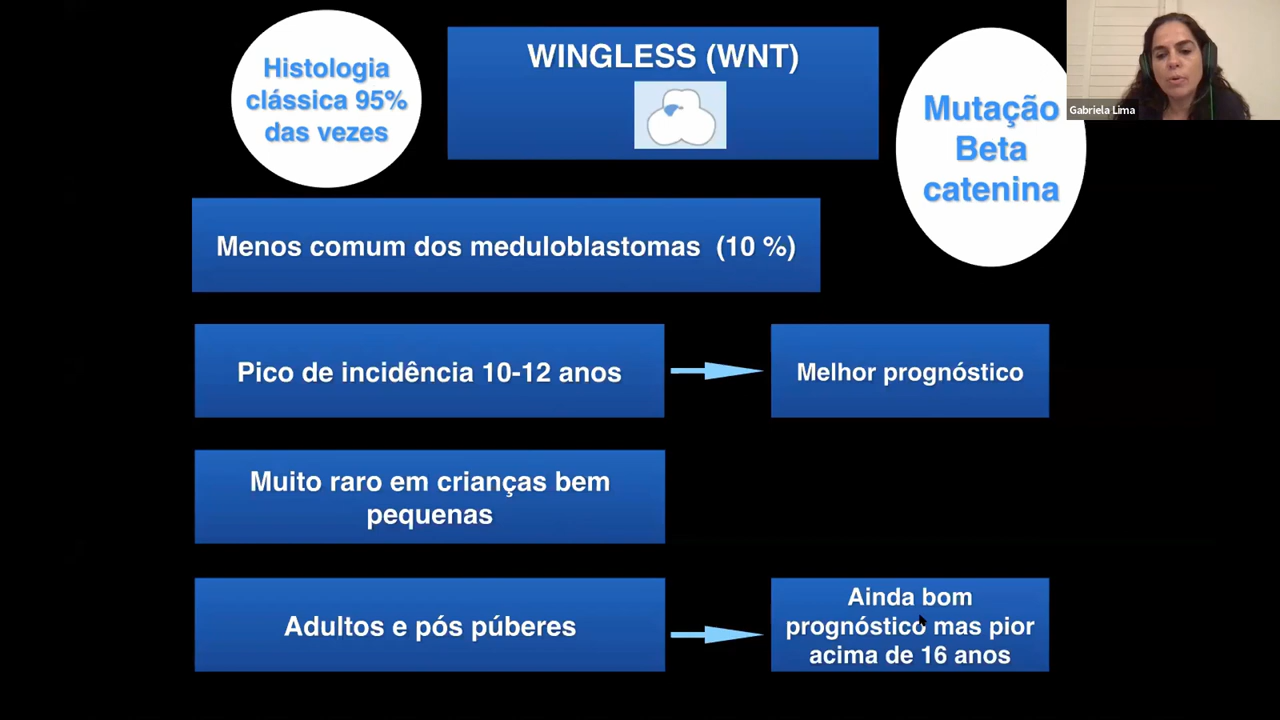 Histologia
clássica 95%
das vezes
WINGLESS (WNT)
Mutação
Beta
catenina
Gabriela Lima
Menos comum dos meduloblastomas (10 %)
Pico de incidência 10-12 anos
Melhor prognóstico
Muito raro em crianças bem
pequenas
Adultos e pós púberes
Ainda bom
prognóstico mas pior
acima de 16 anos